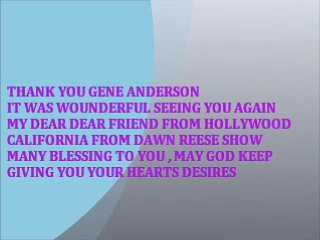 THANK YOU GENE ANDERSON
IT WAS WOUNDERFUL SEEING YOU AGAIN
MY DEAR DEAR FRIEND FROM HOLLYWOOD
CALIFORNIA FROM DAWN REESE SHOW
MANY BLESSING TO YOU , MAY GOD KEEP
GIVING YOU YOUR HEARTS DESIRES